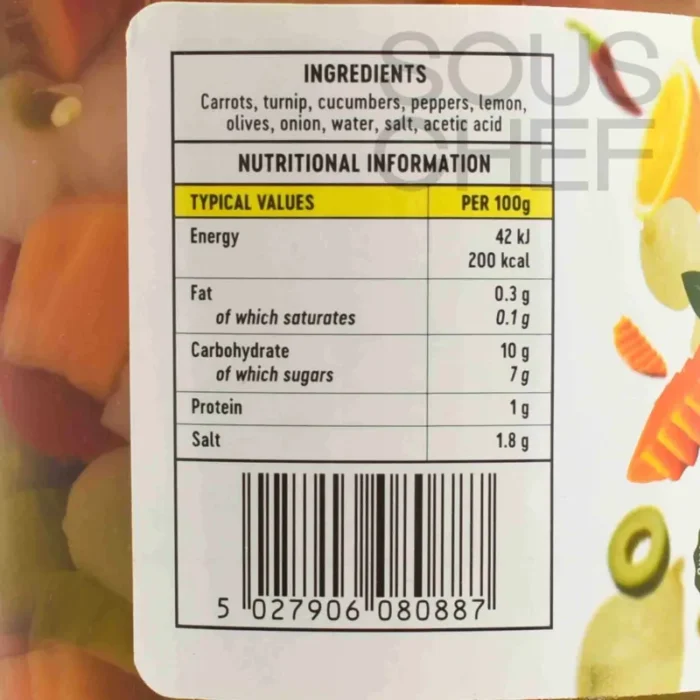 SOUS
CHEF
INGREDIENTS
Carrots, turnip, cucumbers, peppers, lemon,
olives, onion, water, salt, acetic acid
NUTRITIONAL INFORMATION
TYPICAL VALUES PER 100g
Energy 42 kJ
200 kcal
Fat 0.3 g
of which saturates 0.1 g
Carbohydrate 10 g
of which sugars 7 g
Protein 1 g
Salt 1.8 g
5 027906 080887